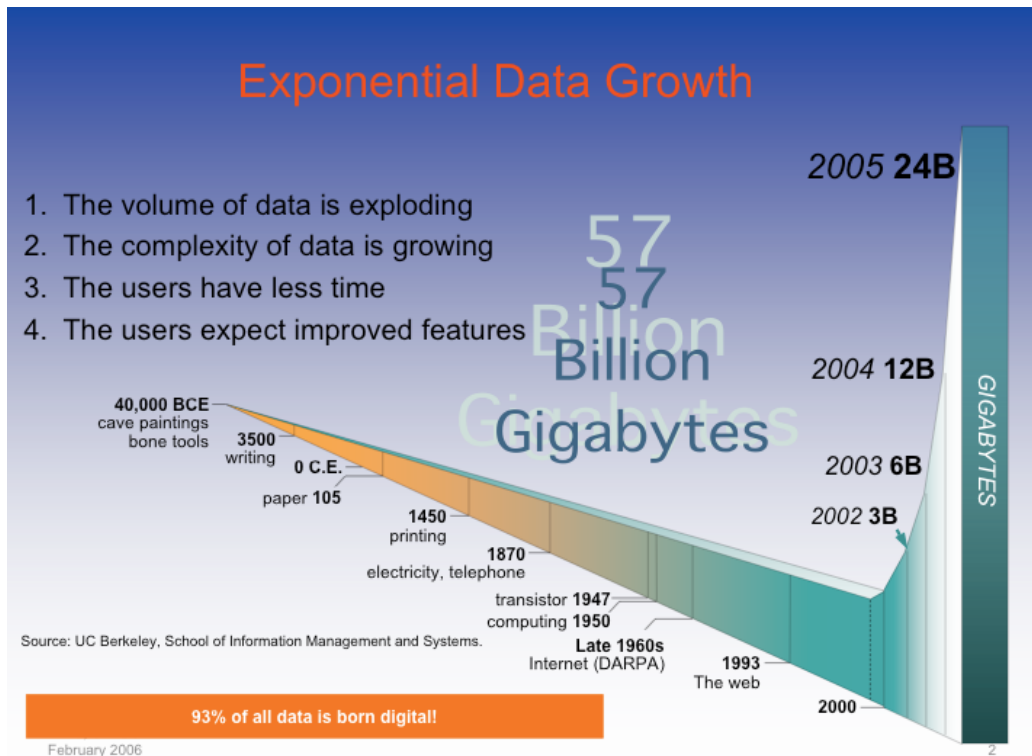 Exponential Data Growth
1. The volume of data is exploding
2. The complexity of data is growing
3. The users have less time
4. The users expect improved features
57
57
Billion
Billion
Gigabytes
Gigabytes
2005 24B
2004 12B
2003 6B
2002 3B
GIGABYTES
40,000 BCE
cave paintings
bone tools
3500
writing
0 C.E.
paper 105
1450
printing
1870
electricity, telephone
transistor 1947
computing 1950
Late 1960s
Internet (DARPA)
1993
The web
2000
Source: UC Berkeley, School of Information Management and Systems.
93% of all data is born digital!
February 2006
2